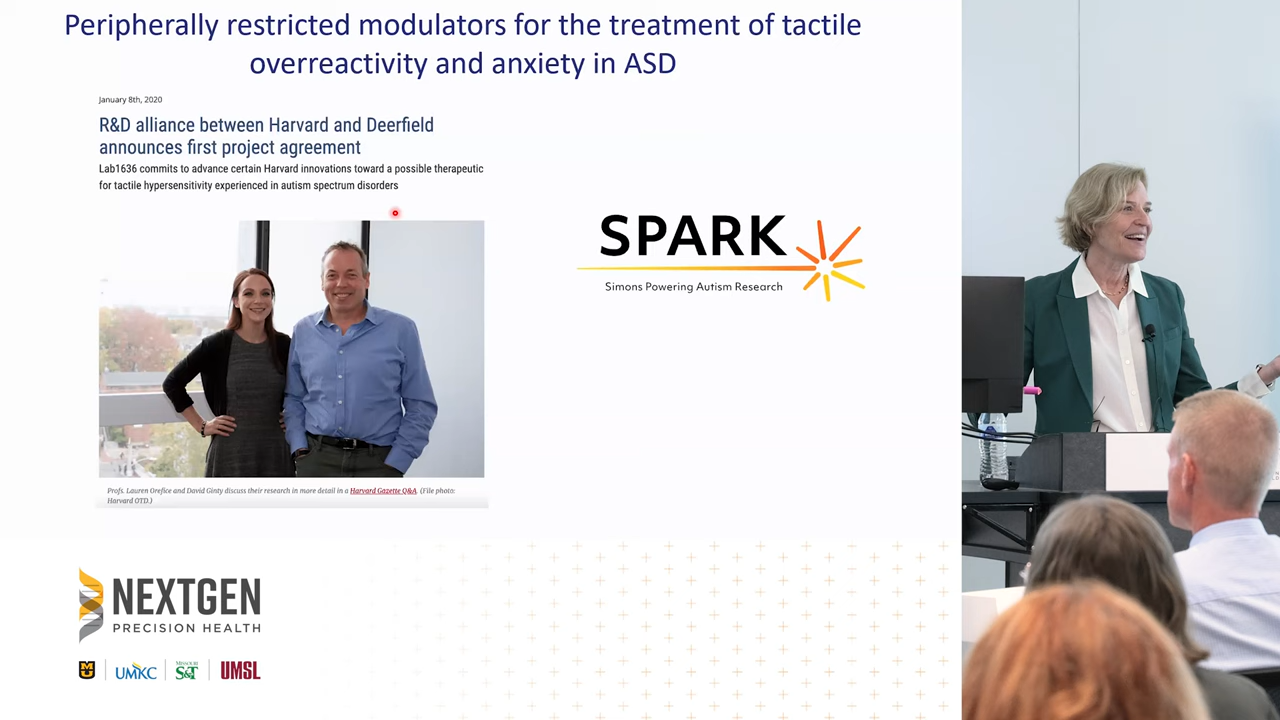 Peripherally restricted modulators for the treatment of tactile
overreactivity and anxiety in ASD
January 8th, 2020
R&D alliance between Harvard and Deerfield
announces first project agreement
Lab1636 commits to advance certain Harvard innovations toward a possible therapeutic
for tactile hypersensitivity experienced in autism spectrum disorders
SPARK
Simons Powering Autism Research
Profs. Lauren Orefice and David Ginty discuss their research in more detail in a Harvard Gazette Q&A. (File photo:
Harvard OTD.)
NEXTGEN
PRECISION HEALTH
MU
UMKC
MISSOURI
S&T
UMSL